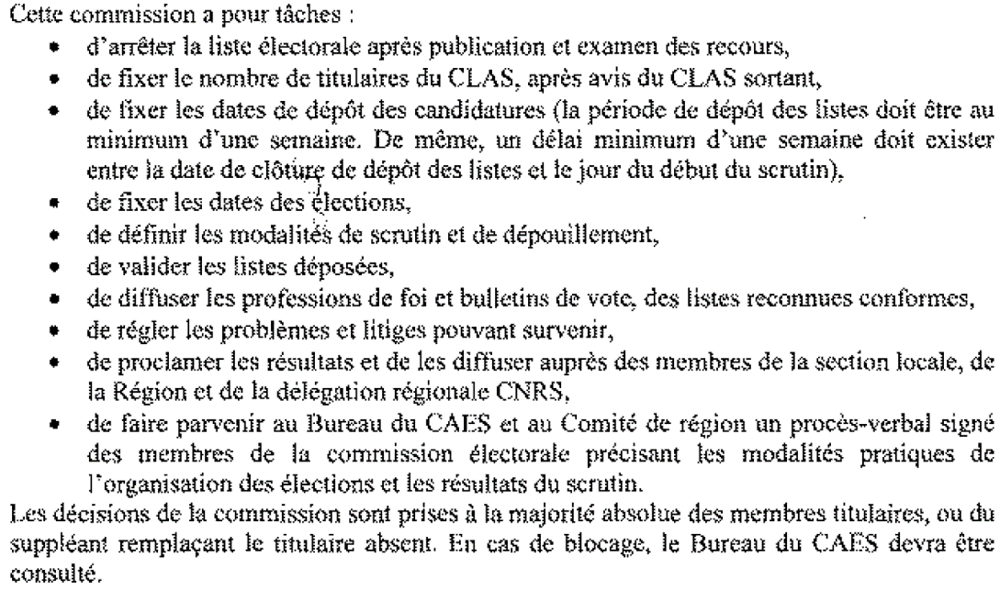 Cette commission a pour tâches :
• d'arrêter la liste électorale après publication et examen des recours,
• de fixer le nombre de titulaires du CLAS, après avis du CLAS sortant,
• de fixer les dates de dépôt des candidatures (la période de dépôt des listes doit être au
minimum d'une semaine. De même, un délai minimum d'une semaine doit exister
entre la date de clôture de dépôt des listes et le jour du début du scrutin),
• de fixer les dates des élections,
• de définir les modalités de scrutin et de dépouillement,
• de valider les listes déposées,
• de diffuser les professions de foi et bulletins de vote, des listes reconnues conformes,
• de régler les problèmes et litiges pouvant survenir,
• de proclamer les résultats et de les diffuser auprès des membres de la section locale, de
la Région et de la délégation régionale CNRS,
• de faire parvenir au Bureau du CAES et au Comité de région un procès-verbal signé
des membres de la commission électorale précisant les modalités pratiques de
l'organisation des élections et les résultats du scrutin.
Les décisions de la commission sont prises à la majorité absolue des membres titulaires, ou du
suppléant remplaçant le titulaire absent. En cas de blocage, le Bureau du CAES devra être
consulté.